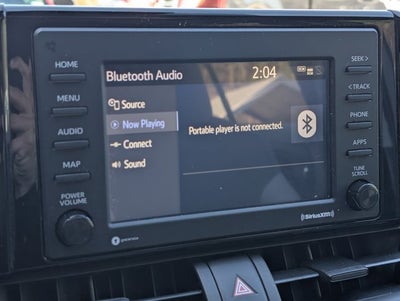 HOME
MENU
AUDIO
MAP
POWER
VOLUME
Bluetooth Audio
2:04
Source
Now Playing
Connect
Sound
Portable player is not connected.
SEEK >
< TRACK
PHONE
APPS
TUNE
SCROLL
((SiriusXM))